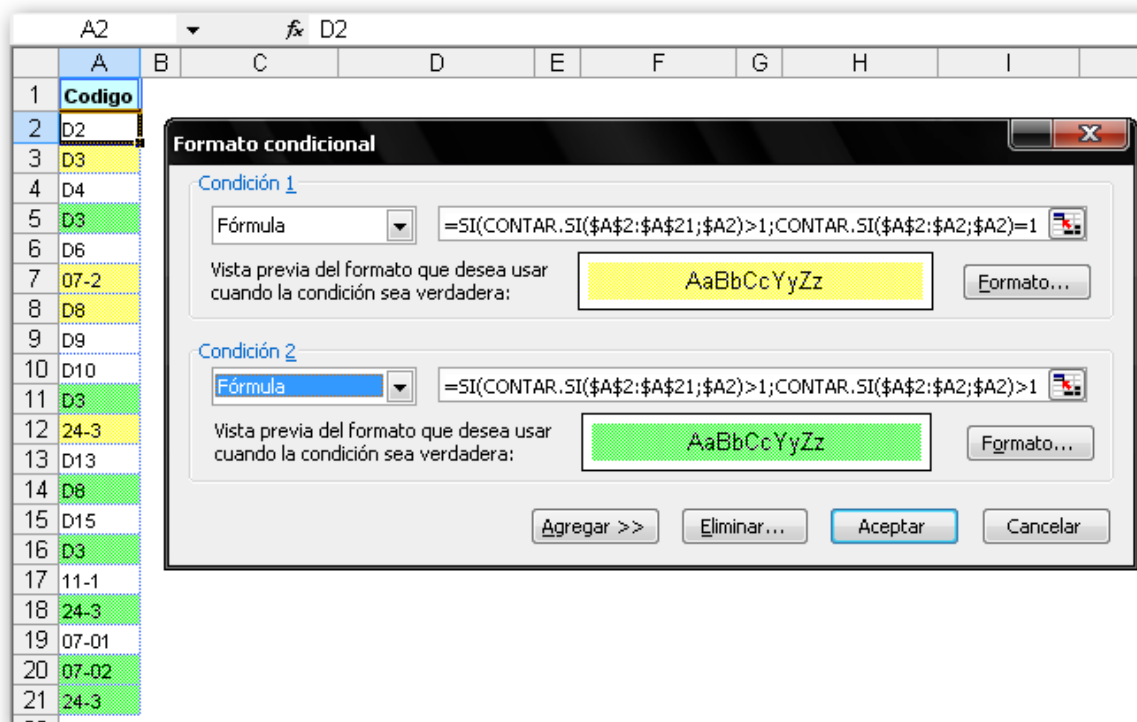 A2 fx D2
A B C D E F G H I
1 Codigo
2 D2
3 D3
4 D4
5 D3
6 D6
7 07-2
8 D8
9 D9
10 D10
11 D3
12 24-3
13 D13
14 D8
15 D15
16 D3
17 11-1
18 24-3
19 07-01
20 07-02
21 24-3
Formato condicional
Condición 1
Fórmula =SI(CONTAR.SI($A$2:$A$21;$A2)>1;CONTAR.SI($A$2:$A2;$A2)=1
Vista previa del formato que desea usar
cuando la condición sea verdadera:
AaBbCcYyZz
Formato...
Condición 2
Fórmula =SI(CONTAR.SI($A$2:$A$21;$A2)>1;CONTAR.SI($A$2:$A2;$A2)>1
Vista previa del formato que desea usar
cuando la condición sea verdadera:
AaBbCcYyZz
Formato...
Agregar >> Eliminar... Aceptar Cancelar